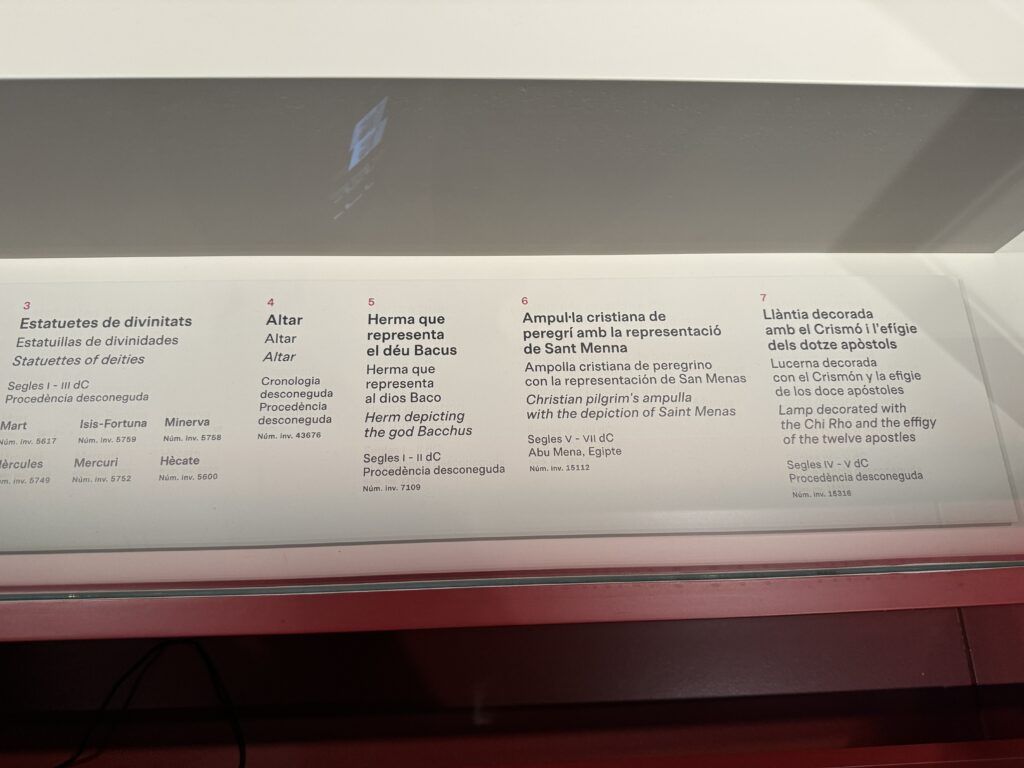 3
Estatuetes de divinitats
Estatuillas de divinidades
Statuettes of deities
Segles I - III dC
Procedència desconeguda
Mart
Núm. inv. 5617
Isis-Fortuna
Núm. inv. 5759
Minerva
Núm. inv. 5758
Hèrcules
inv. 5749
Mercuri
Núm. inv. 5752
Hècate
Núm. inv. 5600
4
Altar
Altar
Altar
Cronologia
desconeguda
Procedència
desconeguda
Núm. inv. 43676
5
Herma que
representa
el déu Bacus
Herma que
representa
al dios Baco
Herm depicting
the god Bacchus
Segles I - II dC
Procedència desconeguda
Núm. inv. 7109
6
Ampul·la cristiana de
peregrí amb la representació
de Sant Menna
Ampolla cristiana de peregrino
con la representación de San Menas
Christian pilgrim's ampulla
with the depiction of Saint Menas
Segles V - VII dC
Abu Mena, Egipte
Núm. inv. 15112
7
Llàntia decorada
amb el Crismó i l'efígie
dels dotze apòstols
Lucerna decorada
con el Crismón y la efigie
de los doce apóstoles
Lamp decorated with
the Chi Rho and the effigy
of the twelve apostles
Segles IV - V dC
Procedència desconeguda
Núm. inv. 15316